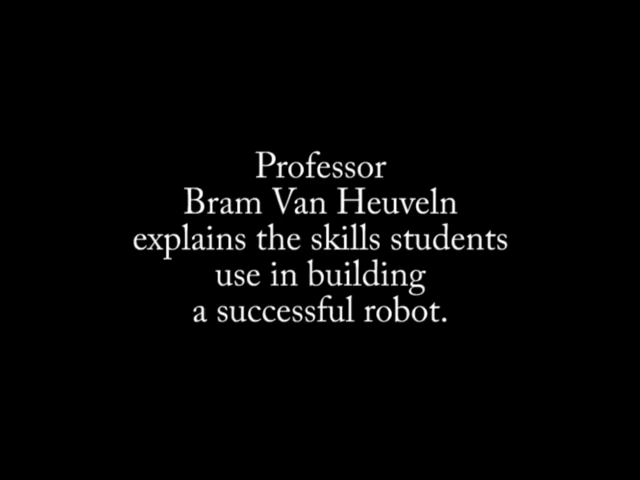 Professor
Bram Van Heuveln
explains the skills students
use in building
a successful robot.